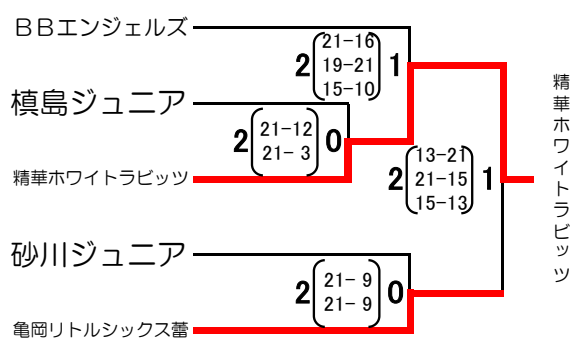 ＢＢエンジェルズ
2 21-16 1
19-21
15-10
槙島ジュニア
2 21-12 0
21- 3
精華ホワイトラビッツ
2 13-21 1
21-15
15-13
砂川ジュニア
2 21- 9 0
21- 9
亀岡リトルシックス蕾
精華ホワイトラビッツ